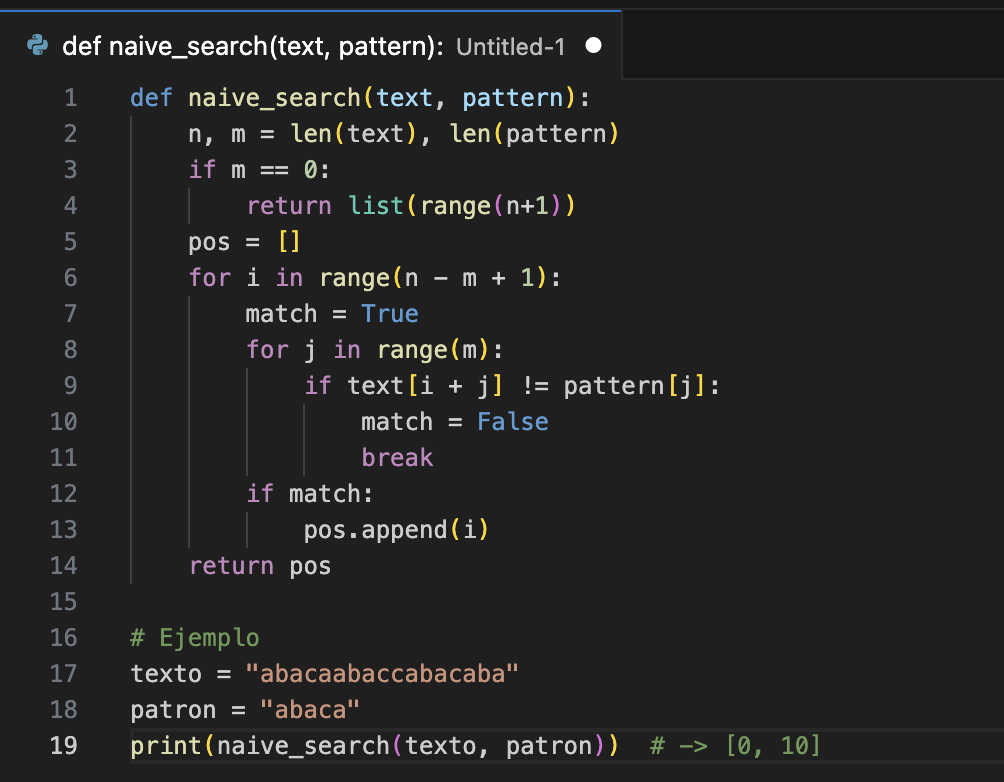 def naive_search(text, pattern): Untitled-1
1 def naive_search(text, pattern):
2     n, m = len(text), len(pattern)
3     if m == 0:
4         return list(range(n+1))
5     pos = []
6     for i in range(n - m + 1):
7         match = True
8         for j in range(m):
9             if text[i + j] != pattern[j]:
10                 match = False
11                 break
12         if match:
13             pos.append(i)
14     return pos
15
16 # Ejemplo
17 texto = "abacaabaccabacaba"
18 patron = "abaca"
19 print(naive_search(texto, patron))  # -> [0, 10]